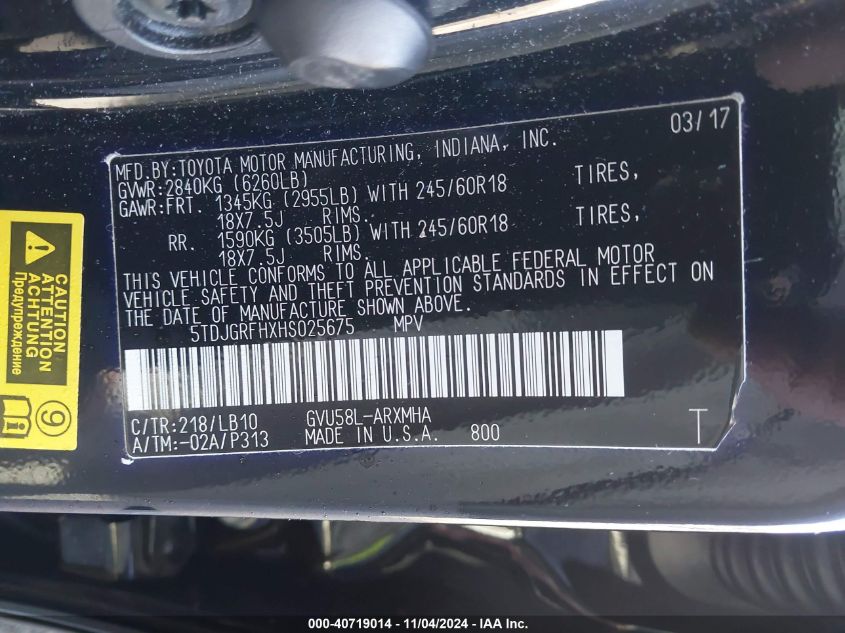 03/17
MFD.BY:TOYOTA MOTOR MANUFACTURING, INDIANA, INC.
GVWR:2840KG (6260LB)
GAWR:FRT. 1345KG (2955LB) WITH 245/60R18 TIRES,
18X7.5J RIMS.
RR. 1590KG (3505LB) WITH 245/60R18 TIRES,
18X7.5J RIMS.
THIS VEHICLE CONFORMS TO ALL APPLICABLE FEDERAL MOTOR
VEHICLE SAFETY AND THEFT PREVENTION STANDARDS IN EFFECT ON
THE DATE OF MANUFACTURE SHOWN ABOVE.
5TDJGRFHXHS025675 MPV
C/TR:218/LB10 GVU58L-ARXMHA
A/TM:-02A/P313 MADE IN U.S.A. 800 T
CAUTION
ATTENTION
ACHTUNG
Предупреждение
9
000-40719014 - 11/04/2024 - IAA Inc.